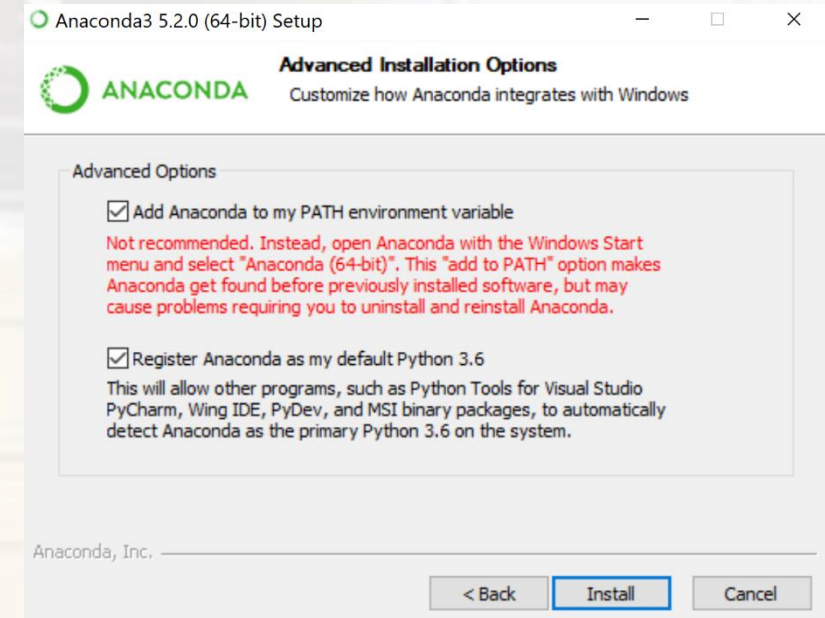 Anaconda3 5.2.0 (64-bit) Setup
ANACONDA
Advanced Installation Options
Customize how Anaconda integrates with Windows
Advanced Options
Add Anaconda to my PATH environment variable
Not recommended. Instead, open Anaconda with the Windows Start
menu and select "Anaconda (64-bit)". This "add to PATH" option makes
Anaconda get found before previously installed software, but may
cause problems requiring you to uninstall and reinstall Anaconda.
Register Anaconda as my default Python 3.6
This will allow other programs, such as Python Tools for Visual Studio
PyCharm, Wing IDE, PyDev, and MSI binary packages, to automatically
detect Anaconda as the primary Python 3.6 on the system.
Anaconda, Inc.
< Back
Install
Cancel